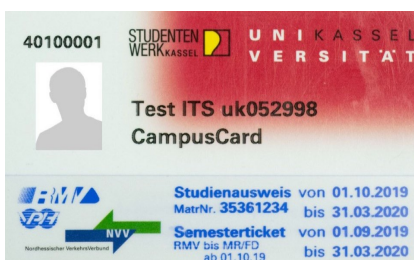 40100001
STUDENTEN
WERK KASSEL
UNIKASSEL
VERSITÄT
Test ITS uk052998
CampusCard
RMV
NVV
Nordhessischer VerkehrsVerbund
Studienausweis von 01.10.2019
MatrNr. 35361234 bis 31.03.2020
Semesterticket von 01.09.2019
RMV bis MR/FD bis 31.03.2020
ab 01.10.19